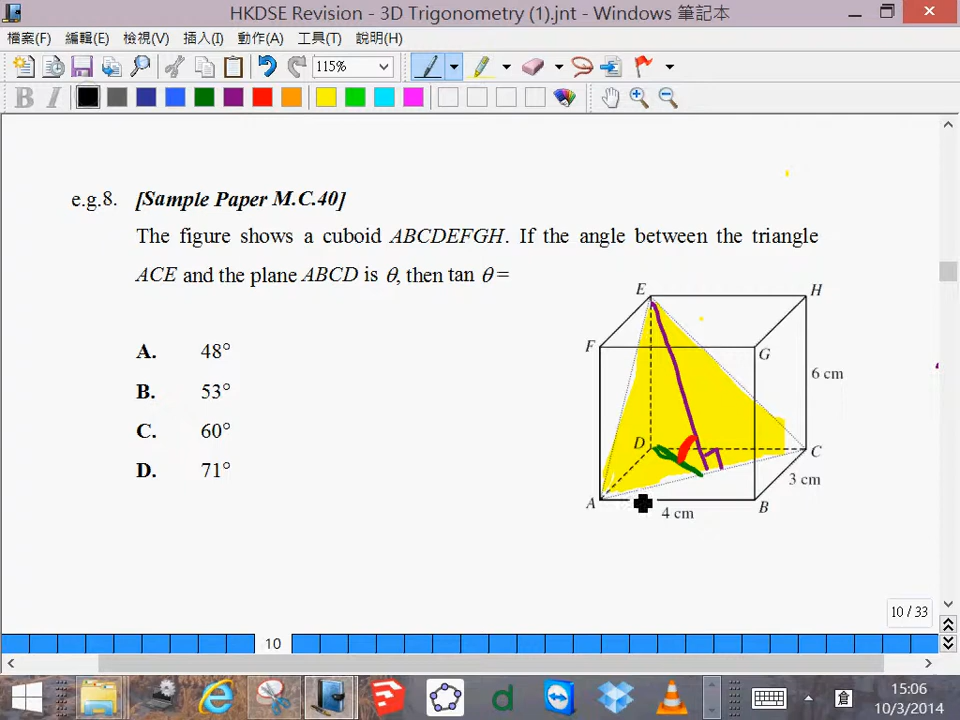 HKDSE Revision - 3D Trigonometry (1).jnt - Windows 筆記本
檔案(F) 編輯(E) 檢視(V) 插入(I) 動作(A) 工具(T) 說明(H)
115%
B I
e.g.8. [Sample Paper M.C.40]
The figure shows a cuboid ABCDEFGH. If the angle between the triangle
ACE and the plane ABCD is θ, then tan θ =
A. 48°
B. 53°
C. 60°
D. 71°
E
H
F
G
6 cm
D
C
3 cm
A
B
4 cm
10 / 33
10
倉
15:06
10/3/2014